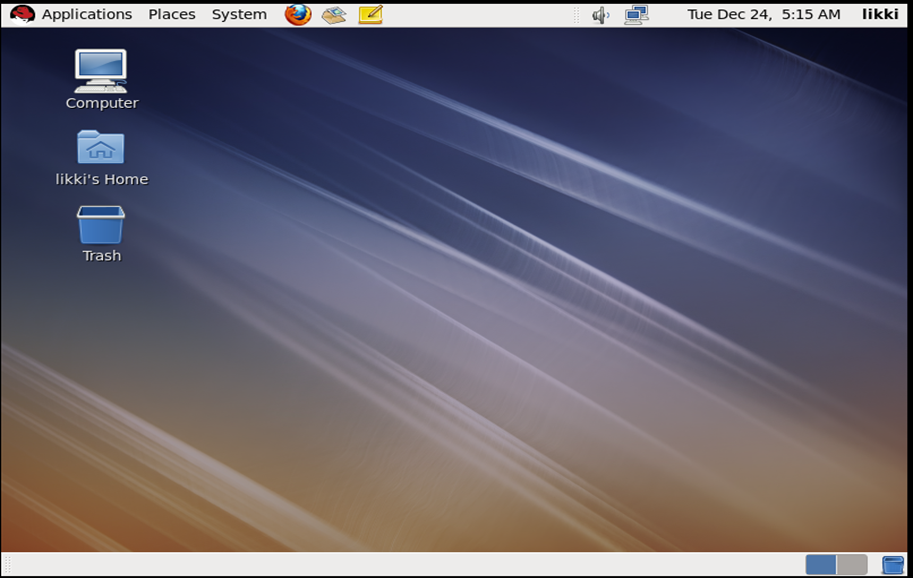 Applications Places System Tue Dec 24, 5:15 AM likki
Computer
likki's Home
Trash